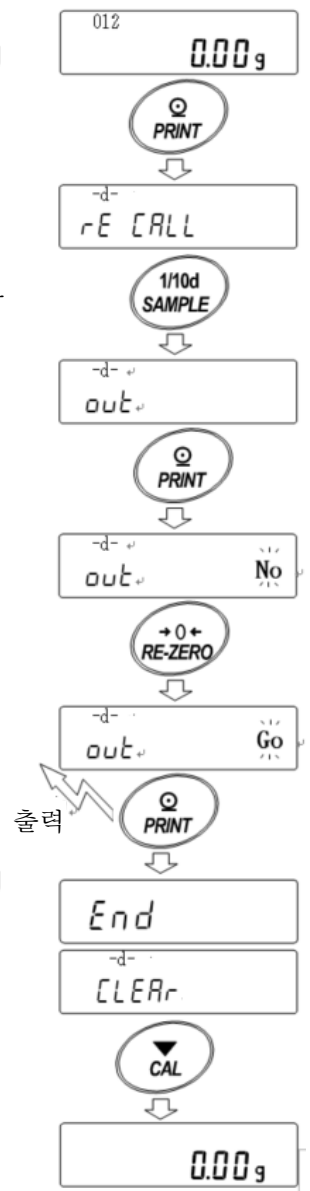 012
0.00 g
PRINT
-d-
rE CALL
1/10d
SAMPLE
-d-
out
PRINT
-d-
out No
→0←
RE-ZERO
-d-
out Go
출력
PRINT
End
-d-
CLEAr
CAL
0.00 g